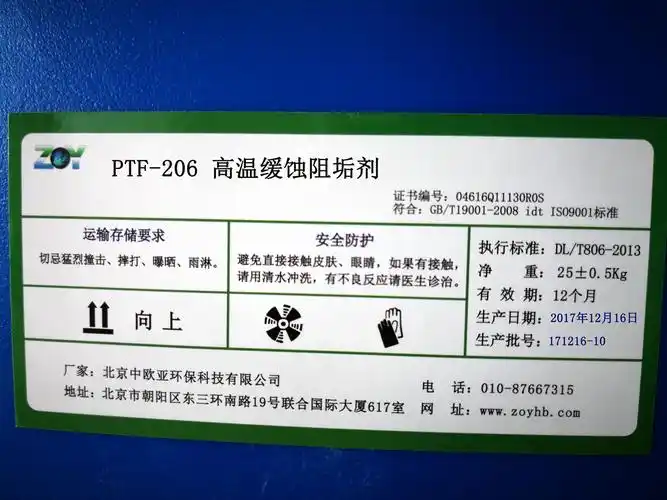 ZOY
PTF-206 高温缓蚀阻垢剂
证书编号: 04616Q11130R0S
符合: GB/T19001-2008 idt ISO9001标准
运输存储要求
切忌猛烈撞击、摔打、曝晒、雨淋。
安全防护
避免直接接触皮肤、眼睛，如果有接触，
请用清水冲洗，有不良反应请医生诊治。
向上
执行标准: DL/T806-2013
净 重: 25±0.5Kg
有 效 期: 12个月
生产日期: 2017年12月16日
生产批号: 171216-10
厂家: 北京中欧亚环保科技有限公司
地址: 北京市朝阳区东三环南路19号联合国际大厦617室
电 话: 010-87667315
网 址: www.zoyhb.com